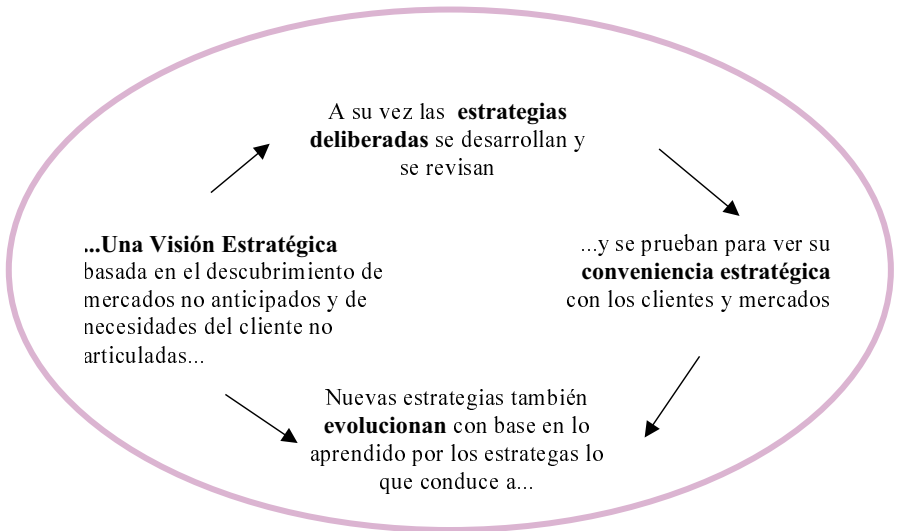 A su vez las estrategias
deliberadas se desarrollan y
se revisan
...Una Visión Estratégica
basada en el descubrimiento de
mercados no anticipados y de
necesidades del cliente no
articuladas...
...y se prueban para ver su
conveniencia estratégica
con los clientes y mercados
Nuevas estrategias también
evolucionan con base en lo
aprendido por los estrategas lo
que conduce a...